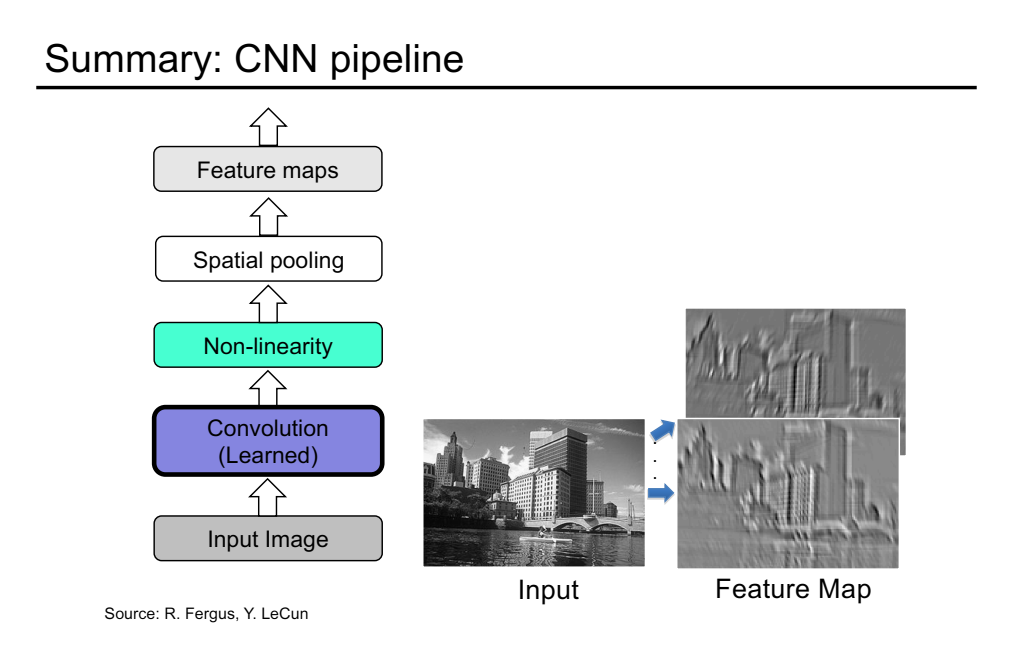 Summary: CNN pipeline
Feature maps
Spatial pooling
Non-linearity
Convolution
(Learned)
Input Image
Input
Feature Map
Source: R. Fergus, Y. LeCun